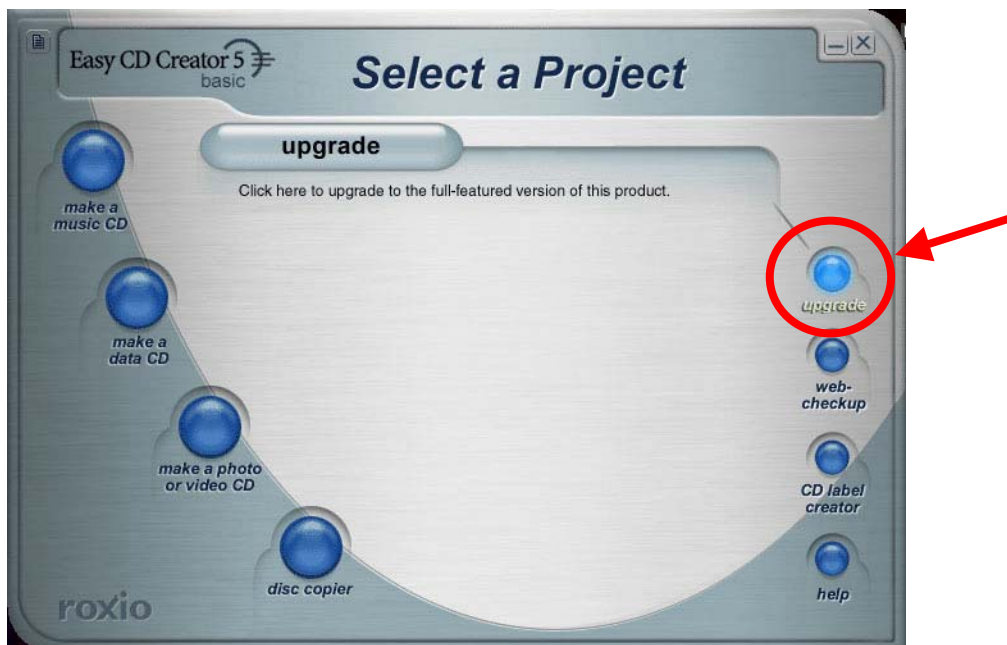 Easy CD Creator 5
basic
Select a Project
upgrade
Click here to upgrade to the full-featured version of this product.
make a
music CD
make a
data CD
make a photo
or video CD
disc copier
upgrade
web-
checkup
CD label
creator
help
roxio